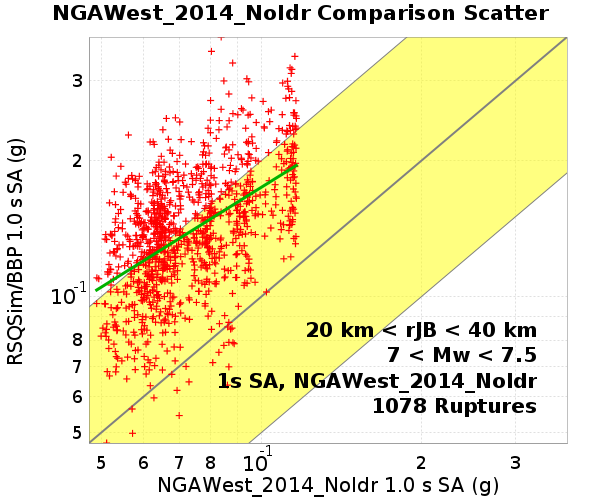 NGAWest_2014_NoIdr Comparison Scatter
RSQSim/BBP 1.0 s SA (g)
3
2
10⁻¹
8
7
6
5
20 km < rJB < 40 km
7 < Mw < 7.5
1s SA, NGAWest_2014_NoIdr
1078 Ruptures
5 6 7 8 10⁻¹ 2 3
NGAWest_2014_NoIdr 1.0 s SA (g)